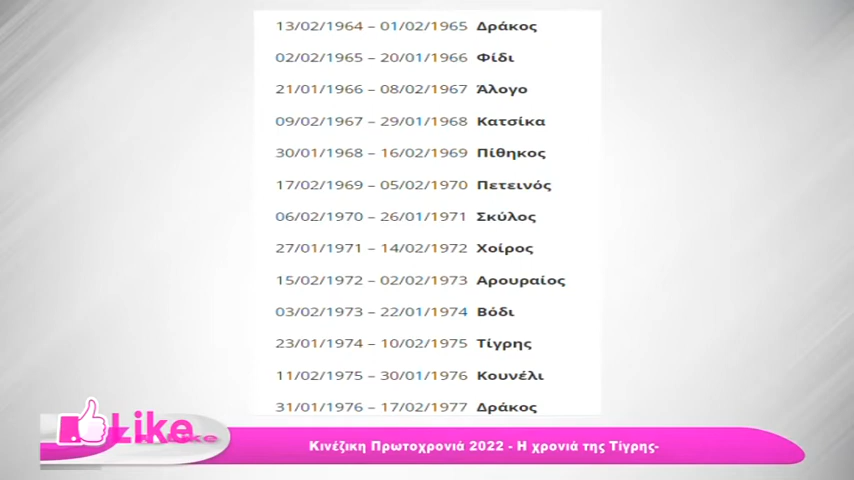 13/02/1964 – 01/02/1965 Δράκος
02/02/1965 – 20/01/1966 Φίδι
21/01/1966 – 08/02/1967 Άλογο
09/02/1967 – 29/01/1968 Κατσίκα
30/01/1968 – 16/02/1969 Πίθηκος
17/02/1969 – 05/02/1970 Πετεινός
06/02/1970 – 26/01/1971 Σκύλος
27/01/1971 – 14/02/1972 Χοίρος
15/02/1972 – 02/02/1973 Αρουραίος
03/02/1973 – 22/01/1974 Βόδι
23/01/1974 – 10/02/1975 Τίγρης
11/02/1975 – 30/01/1976 Κουνέλι
31/01/1976 – 17/02/1977 Δράκος
Like
Κινέζικη Πρωτοχρονιά 2022 - Η χρονιά της Τίγρης-